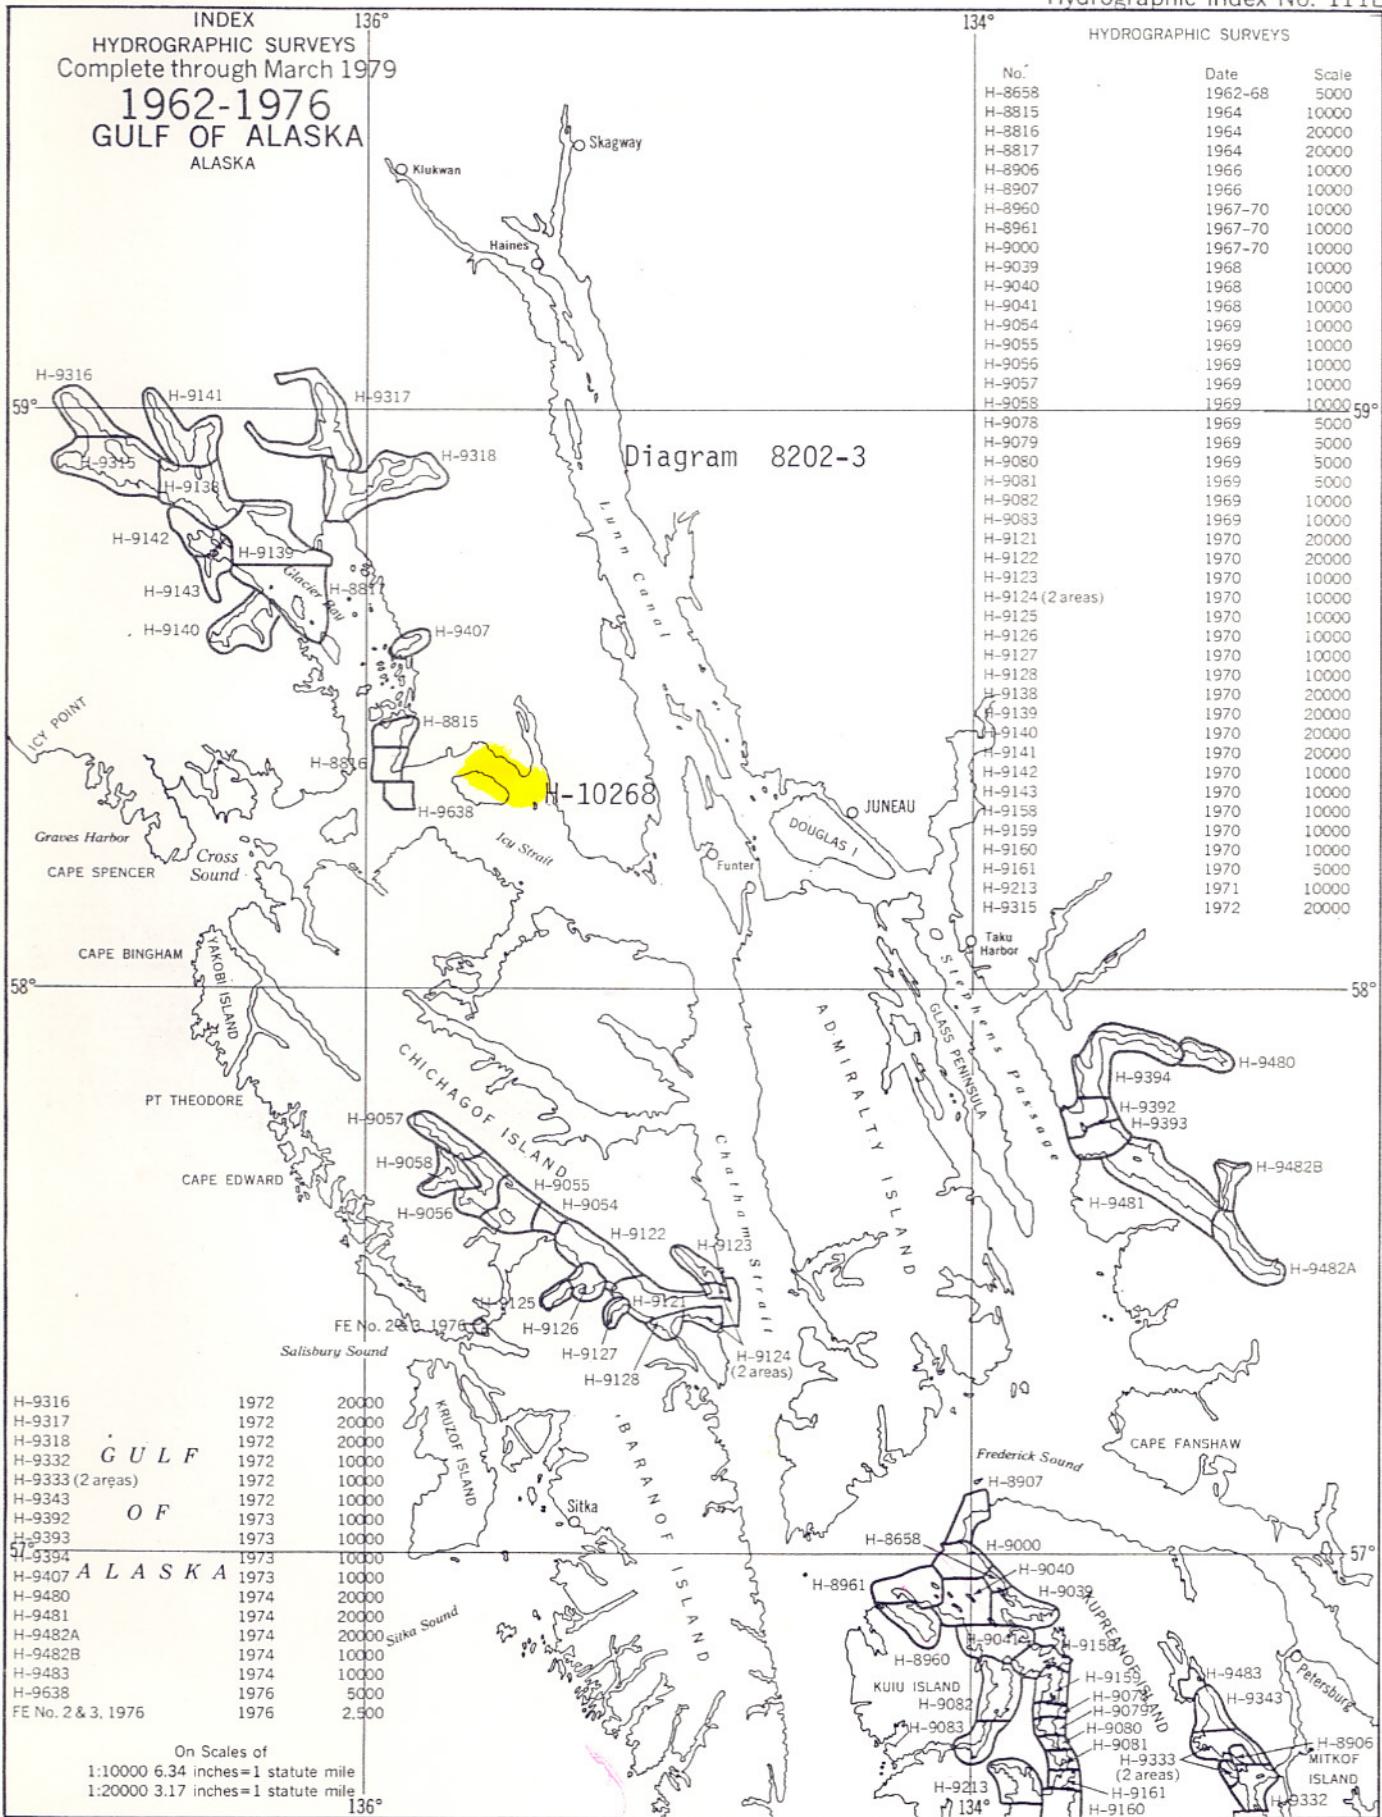 Hydrographic Index No. 111
INDEX
HYDROGRAPHIC SURVEYS
Complete through March 1979
1962-1976
GULF OF ALASKA
ALASKA
136°
134°
HYDROGRAPHIC SURVEYS
No. Date Scale
H-8658 1962-68 5000
H-8815 1964 10000
H-8816 1964 20000
H-8817 1964 20000
H-8906 1966 10000
H-8907 1966 10000
H-8960 1967-70 10000
H-8961 1967-70 10000
H-9000 1967-70 10000
H-9039 1968 10000
H-9040 1968 10000
H-9041 1968 10000
H-9054 1969 10000
H-9055 1969 10000
H-9056 1969 10000
H-9057 1969 10000
H-9058 1969 10000
H-9078 1969 5000
H-9079 1969 5000
H-9080 1969 5000
H-9081 1969 5000
H-9082 1969 10000
H-9083 1969 10000
H-9121 1970 20000
H-9122 1970 20000
H-9123 1970 10000
H-9124 (2 areas) 1970 10000
H-9125 1970 10000
H-9126 1970 10000
H-9127 1970 10000
H-9128 1970 10000
H-9138 1970 20000
H-9139 1970 20000
H-9140 1970 20000
H-9141 1970 20000
H-9142 1970 10000
H-9143 1970 10000
H-9158 1970 10000
H-9159 1970 10000
H-9160 1970 10000
H-9161 1970 5000
H-9213 1971 10000
H-9315 1972 20000
Skagway
Klukwan
Haines
H-9316
H-9141
H-9317
59°
59°
Diagram 8202-3
H-9315
H-9318
H-9138
H-9142
H-9139
Lynn Canal
Glacier Bay
H-9143
H-8817
H-9140
H-9407
ICY POINT
H-8815
H-8816
H-10268
H-9638
JUNEAU
DOUGLAS I
Graves Harbor
Cross
Sound
Icy Strait
CAPE SPENCER
Funter
Taku
Harbor
CAPE BINGHAM
YAKOBI ISLAND
58°
58°
Stephens Passage
GLASS PENINSULA
ADMIRALTY ISLAND
CHICHAGOF ISLAND
H-9480
H-9394
PT THEODORE
H-9057
H-9392
H-9393
Chatham Strait
H-9058
H-9482B
CAPE EDWARD
H-9055
H-9054
H-9056
H-9481
H-9122
H-9123
H-9482A
H-9125
H-9121
FE No. 2 & 3, 1976
H-9126
Salisbury Sound
H-9127
H-9124
(2 areas)
H-9128
H-9316 1972 20000
H-9317 1972 20000
H-9318 1972 20000
H-9332 1972 10000
H-9333 (2 areas) 1972 10000
H-9343 1972 10000
H-9392 1973 10000
H-9393 1973 10000
H-9394 1973 10000
H-9407 1973 10000
H-9480 1974 20000
H-9481 1974 20000
H-9482A 1974 20000
H-9482B 1974 10000
H-9483 1974 10000
H-9638 1976 5000
FE No. 2 & 3, 1976 1976 2,500
GULF
OF
ALASKA
57°
57°
KRUZOF ISLAND
Sitka
BARANOF ISLAND
Sitka Sound
CAPE FANSHAW
Frederick Sound
H-8907
H-8658
H-9000
H-9040
H-8961
H-9039
KUPREANOF ISLAND
H-9041
H-9158
H-8960
H-9159
H-9483
Petersburg
KUIU ISLAND
H-9082
H-9078
H-9343
H-9079
H-9083
H-9080
H-9081
H-8906
H-9333
(2 areas)
MITKOF
ISLAND
H-9213
H-9161
H-9332
H-9160
On Scales of
1:10000 6.34 inches=1 statute mile
1:20000 3.17 inches=1 statute mile
136°
134°